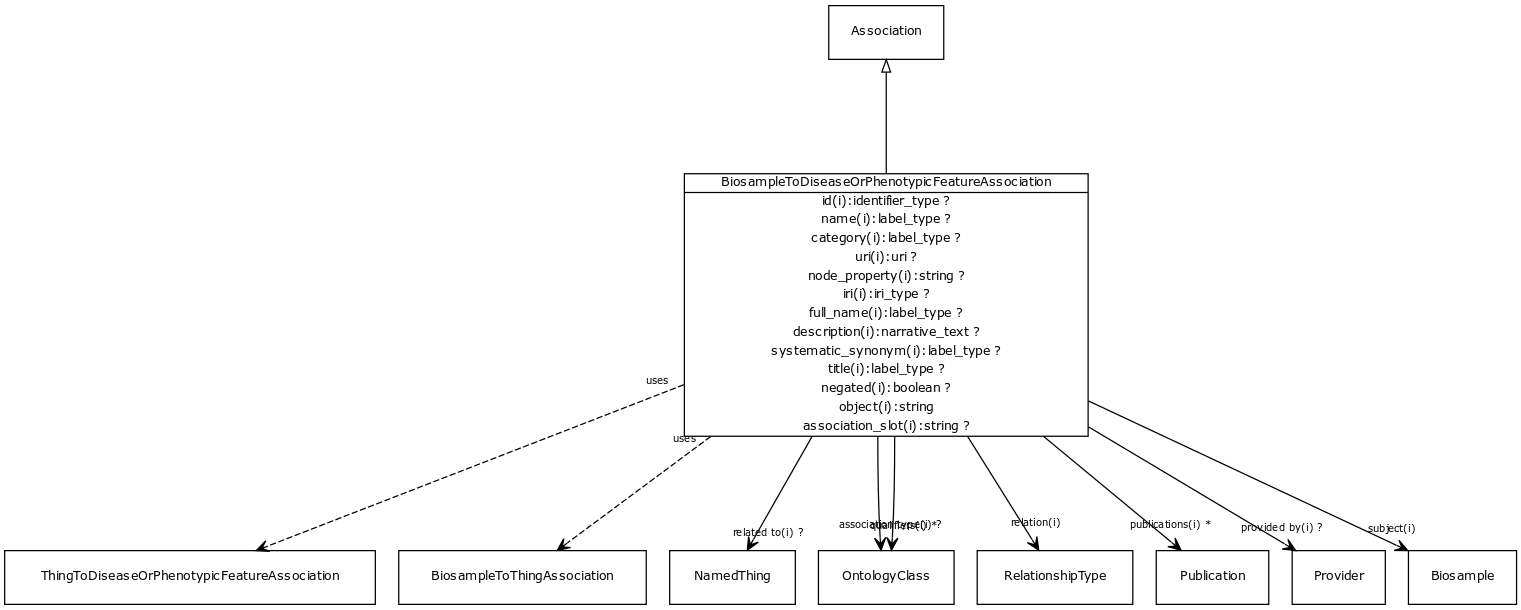 Association
BiosampleToDiseaseOrPhenotypicFeatureAssociation
id(i):identifier_type ?
name(i):label_type ?
category(i):label_type ?
uri(i):uri ?
node_property(i):string ?
iri(i):iri_type ?
full_name(i):label_type ?
description(i):narrative_text ?
systematic_synonym(i):label_type ?
title(i):label_type ?
negated(i):boolean ?
object(i):string
association_slot(i):string ?
uses
uses
related to(i) ?
association type(i) ?
qualifiers(i) *
relation(i)
publications(i) *
provided by(i) ?
subject(i)
ThingToDiseaseOrPhenotypicFeatureAssociation
BiosampleToThingAssociation
NamedThing
OntologyClass
RelationshipType
Publication
Provider
Biosample